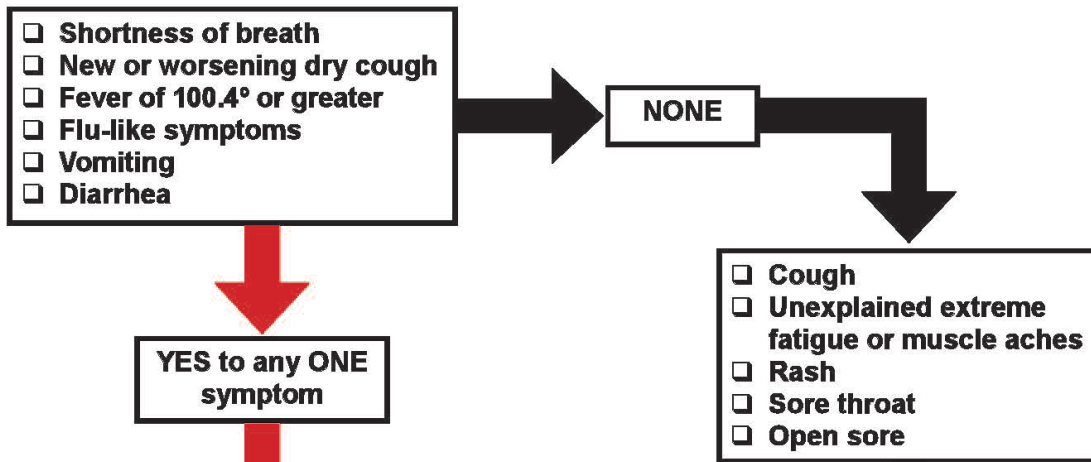 ❑ Shortness of breath
❑ New or worsening dry cough
❑ Fever of 100.4º or greater
❑ Flu-like symptoms
❑ Vomiting
❑ Diarrhea
NONE
YES to any ONE
symptom
❑ Cough
❑ Unexplained extreme
fatigue or muscle aches
❑ Rash
❑ Sore throat
❑ Open sore